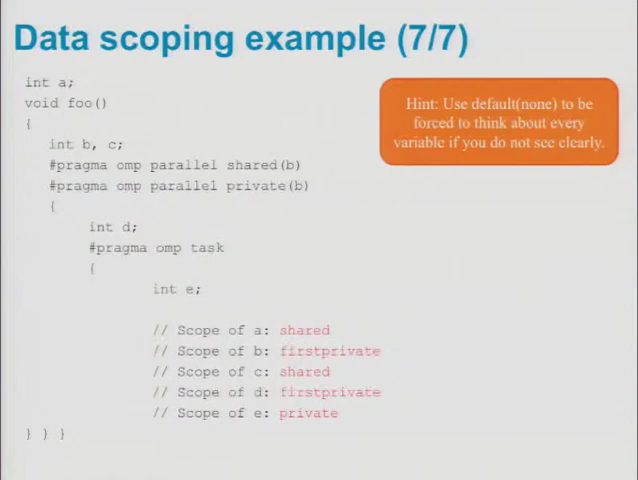 Data scoping example (7/7)
int a;
void foo()
{
int b, c;
#pragma omp parallel shared(b)
#pragma omp parallel private(b)
{
int d;
#pragma omp task
{
int e;
// Scope of a: shared
// Scope of b: firstprivate
// Scope of c: shared
// Scope of d: firstprivate
// Scope of e: private
} } }
Hint: Use default(none) to be
forced to think about every
variable if you do not see clearly.